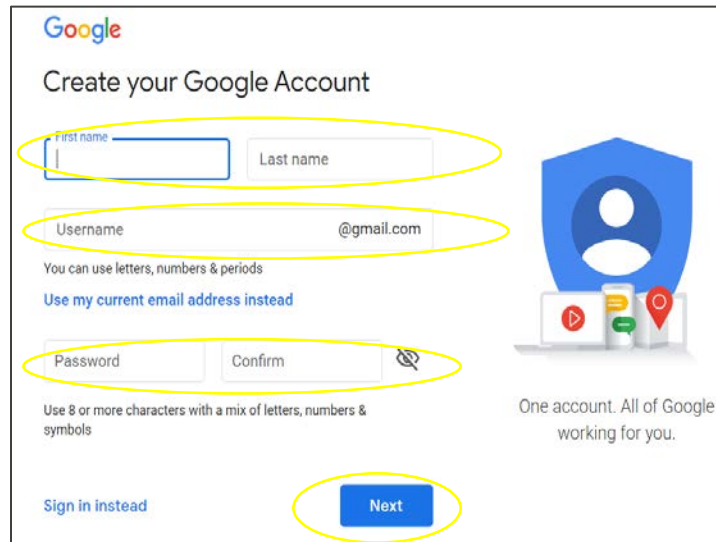 Google
Create your Google Account
First name
Last name
Username @gmail.com
You can use letters, numbers & periods
Use my current email address instead
Password Confirm
Use 8 or more characters with a mix of letters, numbers &
symbols
One account. All of Google
working for you.
Sign in instead Next